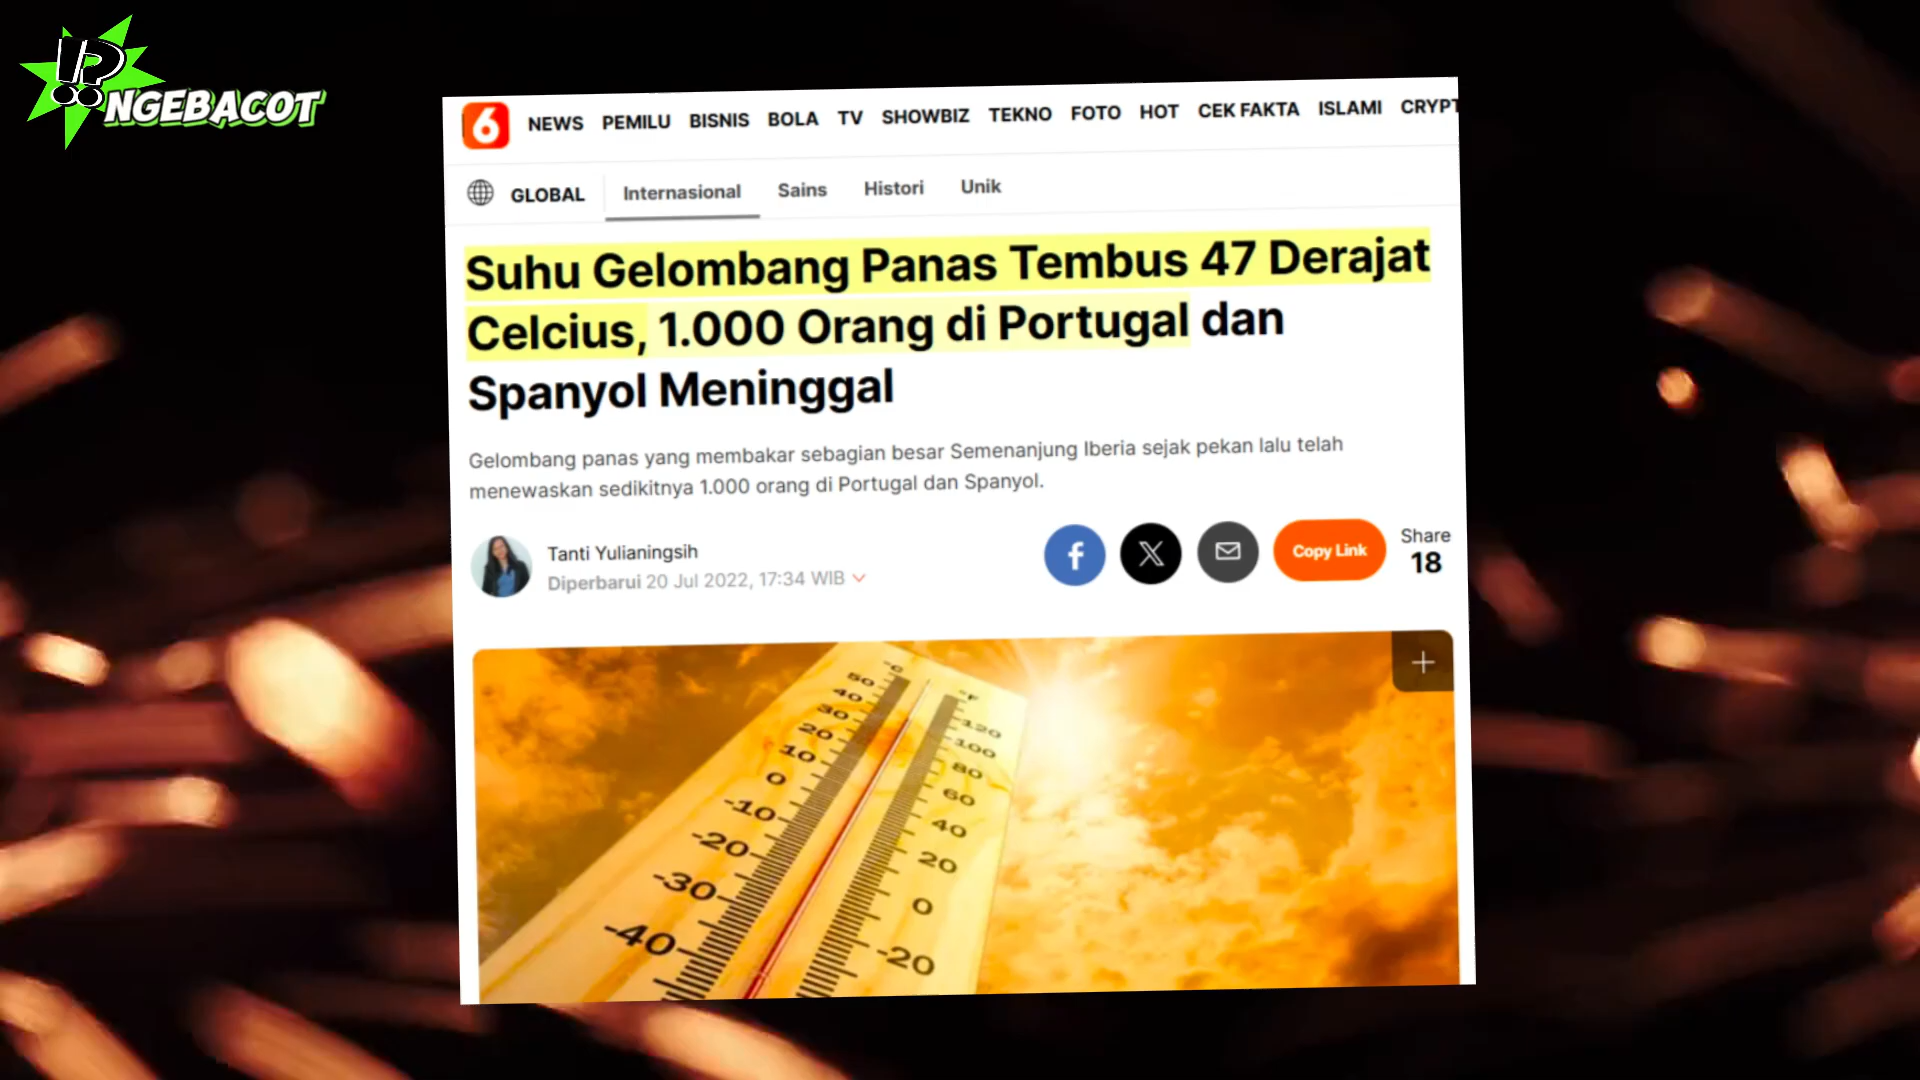 !?
NGEBACOT
6 NEWS PEMILU BISNIS BOLA TV SHOWBIZ TEKNO FOTO HOT CEK FAKTA ISLAMI CRYPT
GLOBAL Internasional Sains Histori Unik
Suhu Gelombang Panas Tembus 47 Derajat
Celcius, 1.000 Orang di Portugal dan
Spanyol Meninggal
Gelombang panas yang membakar sebagian besar Semenanjung Iberia sejak pekan lalu telah
menewaskan sedikitnya 1.000 orang di Portugal dan Spanyol.
Tanti Yulianingsih
Diperbarui 20 Jul 2022, 17:34 WIB
f X Copy Link
Share
18
°C
50
40
30
20
10
0
-10
-20
-30
-40
°F
120
100
80
60
40
20
0
-20